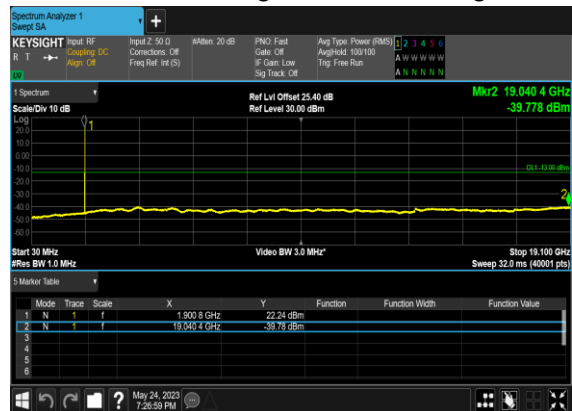 Spectrum Analyzer 1
Swept SA
KEYSIGHT Input: RF Input Z: 50 Ω #Atten: 20 dB PNO: Fast Avg Type: Power (RMS) 1 2 3 4 5 6
R T Coupling: DC Corrections: Off Gate: Off Avg|Hold: 100/100 A W W W W W
Align: Off Freq Ref: Int (S) IF Gain: Low Trig: Free Run
LW Sig Track: Off A N N N N N
1 Spectrum Ref Lvl Offset 25.40 dB Mkr2 19.040 4 GHz
Scale/Div 10 dB Ref Level 30.00 dBm -39.778 dBm
Log
1
20.0
10.0
0.00
-10.0 DL1 -13.00 dBm
-20.0
-30.0 2
-40.0
-50.0
-60.0
Start 30 MHz Video BW 3.0 MHz* Stop 19.100 GHz
#Res BW 1.0 MHz Sweep 32.0 ms (40001 pts)
5 Marker Table
Mode Trace Scale X Y Function Function Width Function Value
1 N 1 f 1.900 8 GHz 22.24 dBm
2 N 1 f 19.040 4 GHz -39.78 dBm
3
4
5
6
? May 24, 2023
7:26:59 PM